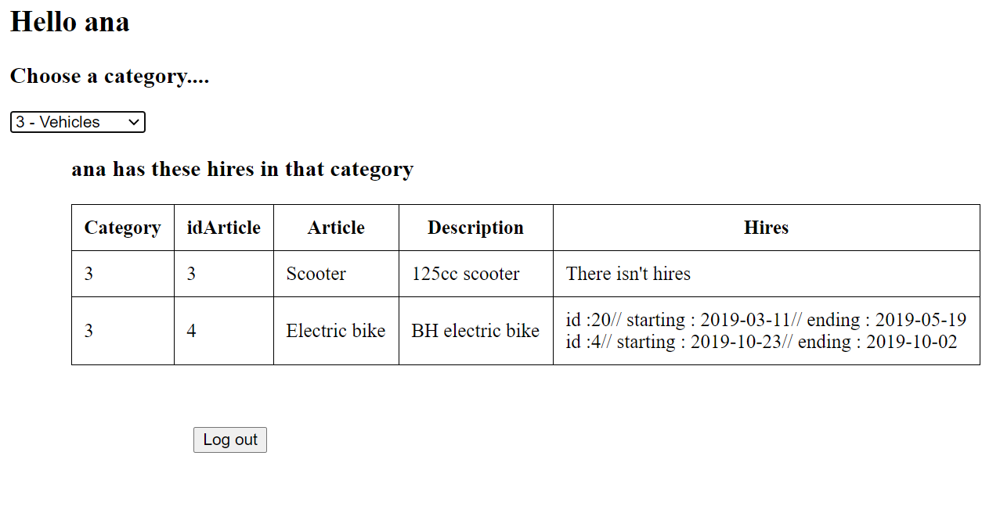 Hello ana
Choose a category....
3 - Vehicles
ana has these hires in that category
Category idArticle Article Description Hires
3 3 Scooter 125cc scooter There isn't hires
3 4 Electric bike BH electric bike id :20// starting : 2019-03-11// ending : 2019-05-19
id :4// starting : 2019-10-23// ending : 2019-10-02
Log out